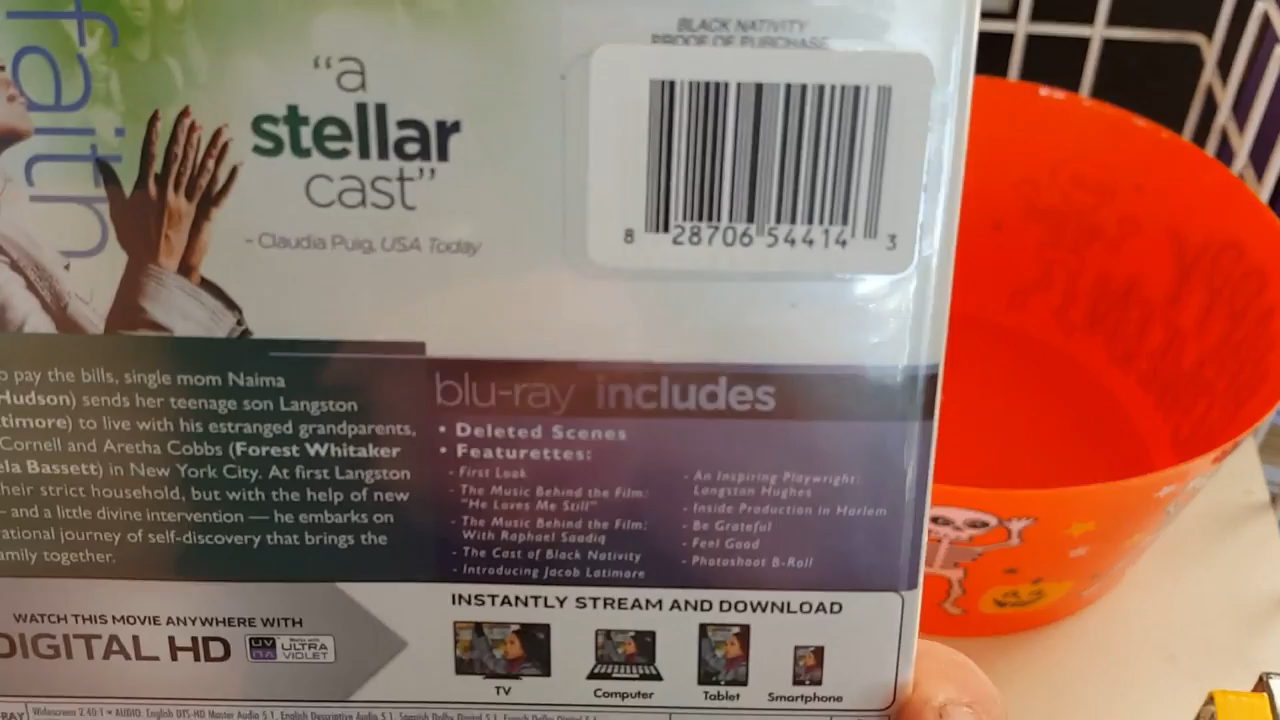 faith
BLACK NATIVITY
PROOF OF PURCHASE
"a
stellar
cast"
- Claudia Puig, USA Today
8 28706 54414 3
o pay the bills, single mom Naima
Hudson) sends her teenage son Langston
timore) to live with his estranged grandparents,
Cornell and Aretha Cobbs (Forest Whitaker
ela Bassett) in New York City. At first Langston
heir strict household, but with the help of new
— and a little divine intervention — he embarks on
ational journey of self-discovery that brings the
amily together.
blu-ray includes
• Deleted Scenes
• Featurettes:
- First Look
- The Music Behind the Film:
"He Loves Me Still"
- The Music Behind the Film:
With Raphael Saadiq
- The Cast of Black Nativity
- Introducing Jacob Latimore
- An Inspiring Playwright:
Langston Hughes
- Inside Production in Harlem
- Be Grateful
- Feel Good
- Photoshoot B-Roll
WATCH THIS MOVIE ANYWHERE WITH
DIGITAL HD
UV
Works with
ULTRA
VIOLET
INSTANTLY STREAM AND DOWNLOAD
TV
Computer
Tablet
Smartphone
-RAY
Widescreen 2.40:1 • AUDIO: English DTS-HD Master Audio 5.1, English Descriptive Audio 5.1, Spanish Dolby Digital 5.1, French Dolby Digital 5.1